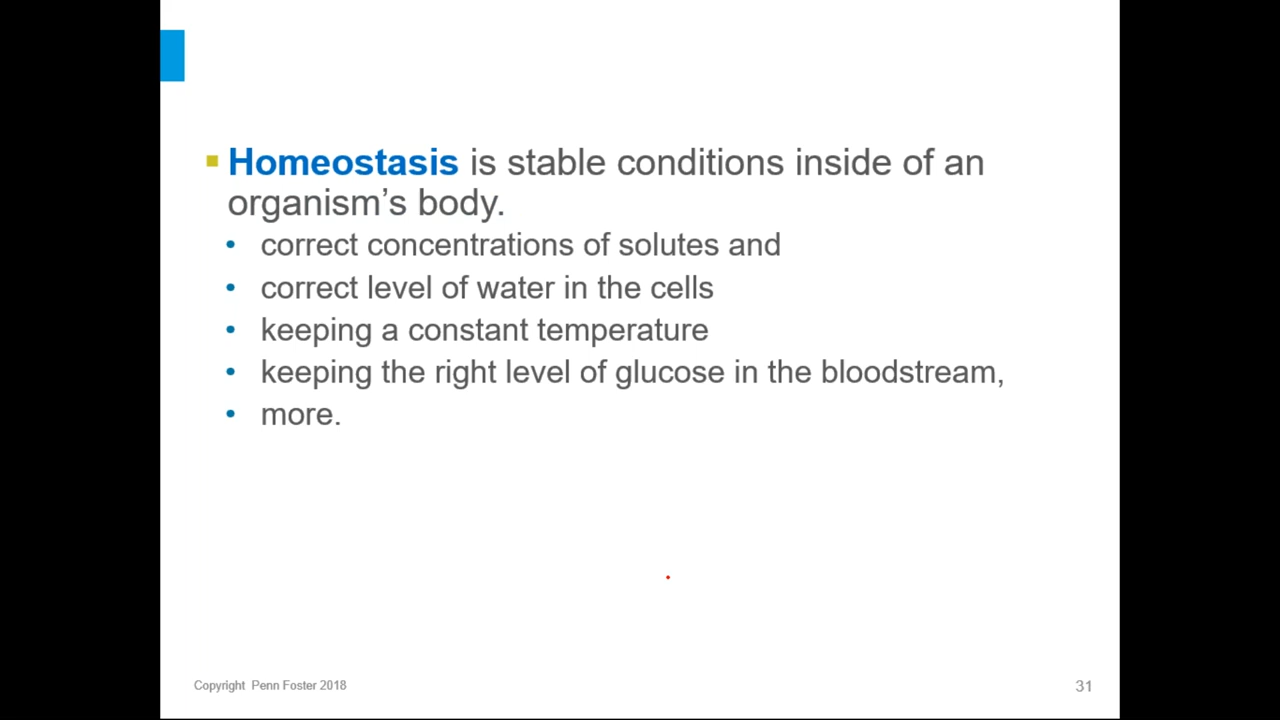 Homeostasis is stable conditions inside of an
organism’s body.
• correct concentrations of solutes and
• correct level of water in the cells
• keeping a constant temperature
• keeping the right level of glucose in the bloodstream,
• more.
Copyright Penn Foster 2018
31